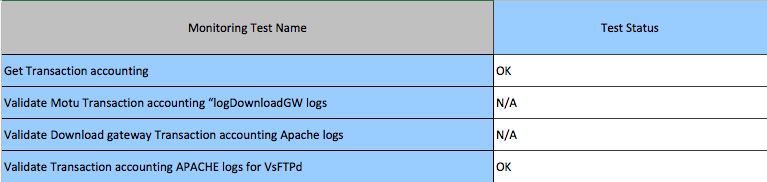 Monitoring Test Name Test Status
Get Transaction accounting OK
Validate Motu Transaction accounting “logDownloadGW logs N/A
Validate Download gateway Transaction accounting Apache logs N/A
Validate Transaction accounting APACHE logs for VsFTPd OK